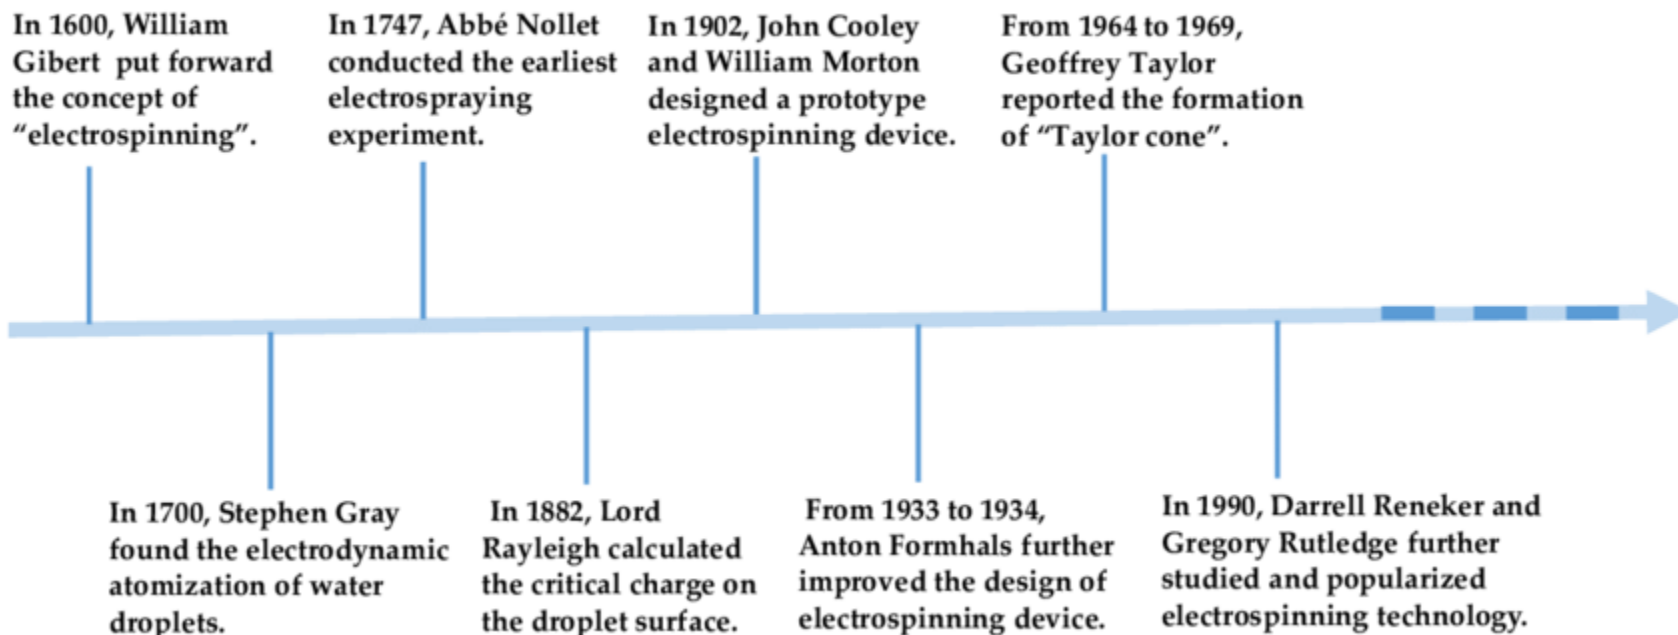 In 1600, William
Gibert put forward
the concept of
“electrospinning”.
In 1747, Abbé Nollet
conducted the earliest
electrospraying
experiment.
In 1902, John Cooley
and William Morton
designed a prototype
electrospinning device.
From 1964 to 1969,
Geoffrey Taylor
reported the formation
of “Taylor cone”.
In 1700, Stephen Gray
found the electrodynamic
atomization of water
droplets.
In 1882, Lord
Rayleigh calculated
the critical charge on
the droplet surface.
From 1933 to 1934,
Anton Formhals further
improved the design of
electrospinning device.
In 1990, Darrell Reneker and
Gregory Rutledge further
studied and popularized
electrospinning technology.